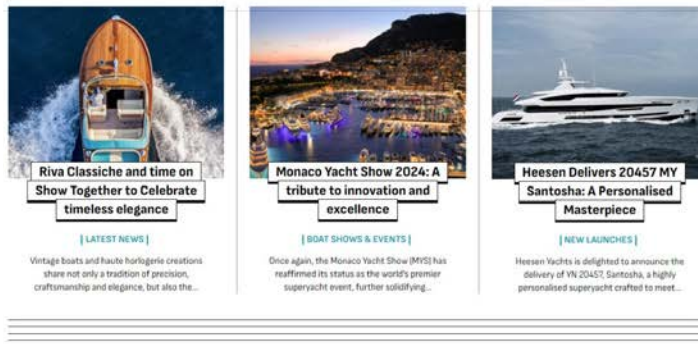 Riva Classiche and time on
Show Together to Celebrate
timeless elegance
| LATEST NEWS |
Vintage boats and haute horlogerie creations
share not only a tradition of precision,
craftsmanship and elegance, but also the...
Monaco Yacht Show 2024: A
tribute to innovation and
excellence
| BOAT SHOWS & EVENTS |
Once again, the Monaco Yacht Show (MYS) has
reaffirmed its status as the world's premier
superyacht event, further solidifying...
Heesen Delivers 20457 MY
Santosha: A Personalised
Masterpiece
| NEW LAUNCHES |
Heesen Yachts is delighted to announce the
delivery of YN 20457, Santosha, a highly
personalised superyacht crafted to meet...